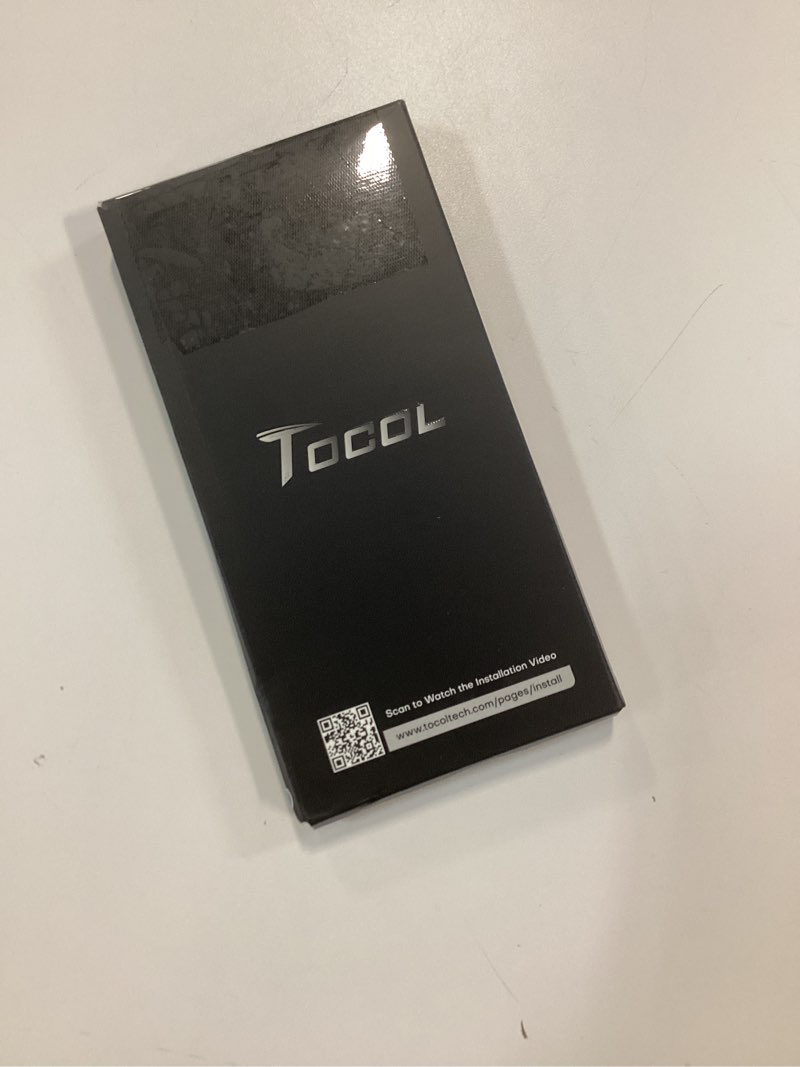 TOCOL
Scan to Watch the Installation Video
www.tocoltech.com/pages/install